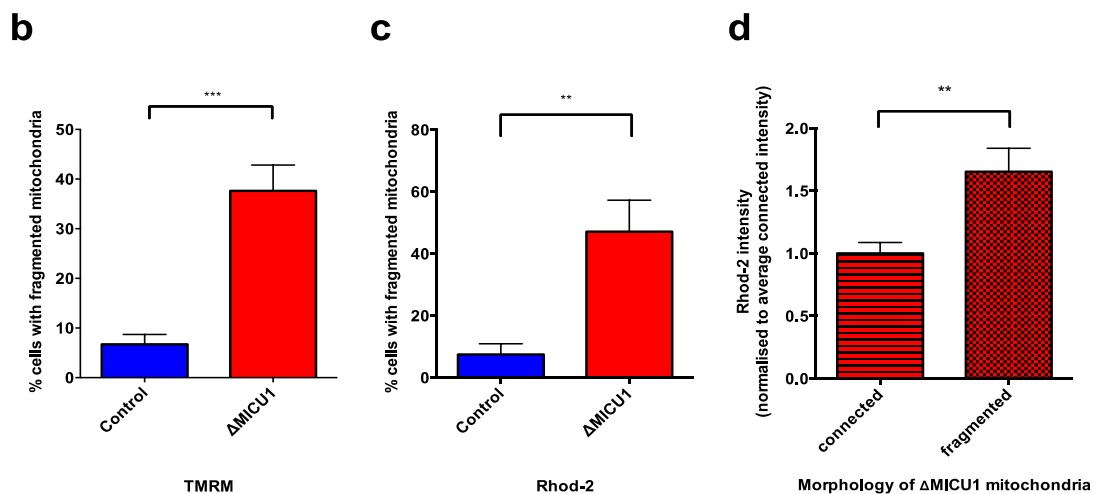 b
c
d
% cells with fragmented mitochondria
50
40
30
20
10
0
***
Control
ΔMICU1
TMRM
% cells with fragmented mitochondria
80
60
40
20
0
**
Control
ΔMICU1
Rhod-2
Rhod-2 intensity
(normalised to average connected intensity)
2.0
1.5
1.0
0.5
0.0
**
connected
fragmented
Morphology of ΔMICU1 mitochondria